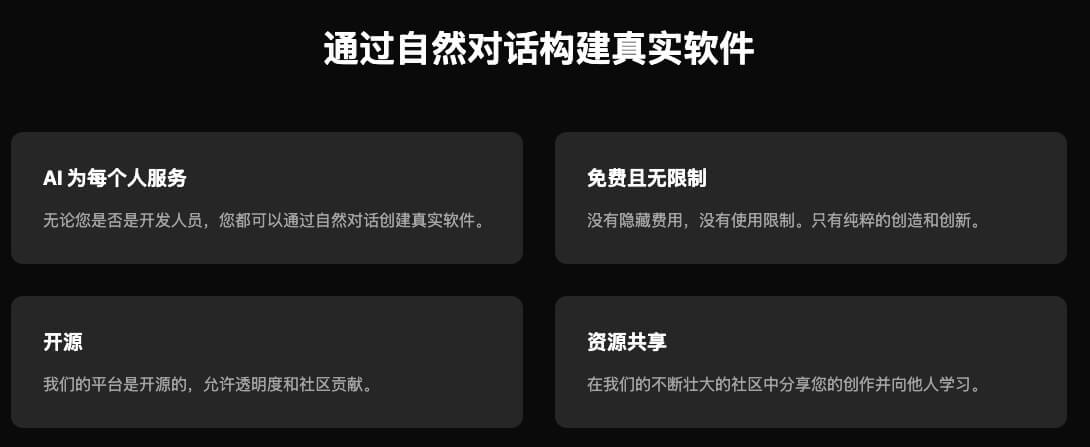 通过自然对话构建真实软件
AI 为每个人服务
无论您是否是开发人员，您都可以通过自然对话创建真实软件。
免费且无限制
没有隐藏费用，没有使用限制。只有纯粹的创造和创新。
开源
我们的平台是开源的，允许透明度和社区贡献。
资源共享
在我们的不断壮大的社区中分享您的创作并向他人学习。